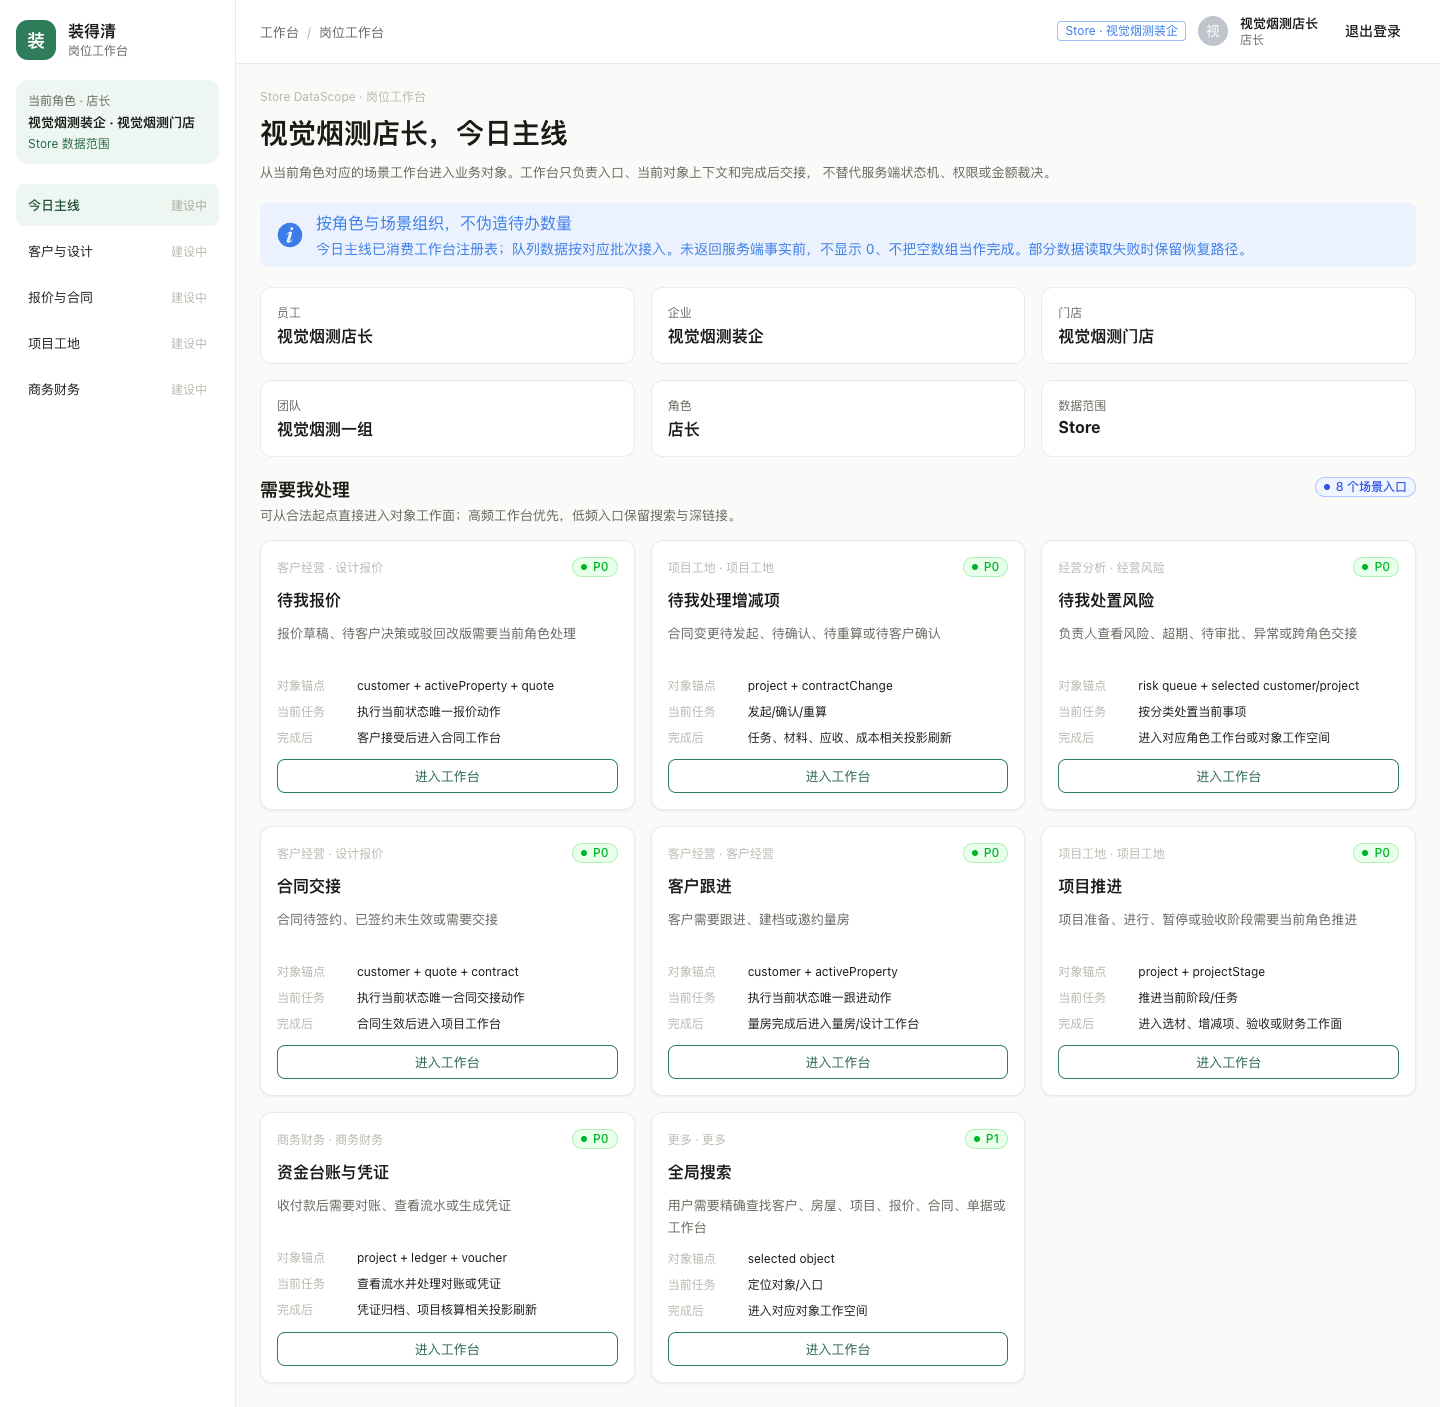 装
装得清
岗位工作台
当前角色 · 店长
视觉烟测装企 · 视觉烟测门店
Store 数据范围
今日主线 建设中
客户与设计 建设中
报价与合同 建设中
项目工地 建设中
商务财务 建设中
工作台 / 岗位工作台
Store · 视觉烟测装企
视
视觉烟测店长
店长
退出登录
Store DataScope · 岗位工作台
视觉烟测店长，今日主线
从当前角色对应的场景工作台进入业务对象。工作台只负责入口、当前对象上下文和完成后交接， 不替代服务端状态机、权限或金额裁决。
按角色与场景组织，不伪造待办数量
今日主线已消费工作台注册表；队列数据按对应批次接入。未返回服务端事实前，不显示 0、不把空数组当作完成。部分数据读取失败时保留恢复路径。
员工
视觉烟测店长
企业
视觉烟测装企
门店
视觉烟测门店
团队
视觉烟测一组
角色
店长
数据范围
Store
需要我处理
8 个场景入口
可从合法起点直接进入对象工作面；高频工作台优先，低频入口保留搜索与深链接。
客户经营 · 设计报价 P0
待我报价
报价草稿、待客户决策或驳回改版需要当前角色处理
对象锚点 customer + activeProperty + quote
当前任务 执行当前状态唯一报价动作
完成后 客户接受后进入合同工作台
进入工作台
项目工地 · 项目工地 P0
待我处理增减项
合同变更待发起、待确认、待重算或待客户确认
对象锚点 project + contractChange
当前任务 发起/确认/重算
完成后 任务、材料、应收、成本相关投影刷新
进入工作台
经营分析 · 经营风险 P0
待我处置风险
负责人查看风险、超期、待审批、异常或跨角色交接
对象锚点 risk queue + selected customer/project
当前任务 按分类处置当前事项
完成后 进入对应角色工作台或对象工作空间
进入工作台
客户经营 · 设计报价 P0
合同交接
合同待签约、已签约未生效或需要交接
对象锚点 customer + quote + contract
当前任务 执行当前状态唯一合同交接动作
完成后 合同生效后进入项目工作台
进入工作台
客户经营 · 客户经营 P0
客户跟进
客户需要跟进、建档或邀约量房
对象锚点 customer + activeProperty
当前任务 执行当前状态唯一跟进动作
完成后 量房完成后进入量房/设计工作台
进入工作台
项目工地 · 项目工地 P0
项目推进
项目准备、进行、暂停或验收阶段需要当前角色推进
对象锚点 project + projectStage
当前任务 推进当前阶段/任务
完成后 进入选材、增减项、验收或财务工作面
进入工作台
商务财务 · 商务财务 P0
资金台账与凭证
收付款后需要对账、查看流水或生成凭证
对象锚点 project + ledger + voucher
当前任务 查看流水并处理对账或凭证
完成后 凭证归档、项目核算相关投影刷新
进入工作台
更多 · 更多 P1
全局搜索
用户需要精确查找客户、房屋、项目、报价、合同、单据或
工作台
对象锚点 selected object
当前任务 定位对象/入口
完成后 进入对应对象工作空间
进入工作台